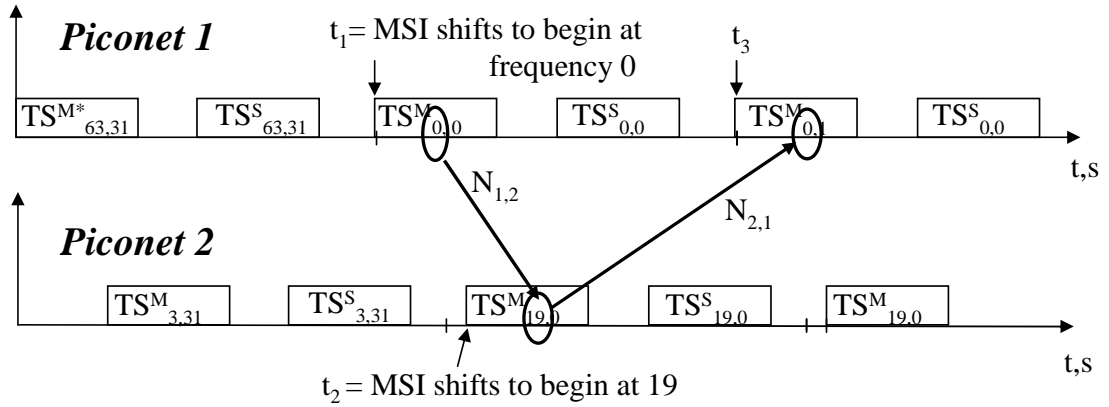 Piconet 1
t₁= MSI shifts to begin at
frequency 0
t₃
TSᴹ*₆₃,₃₁ TSˢ₆₃,₃₁ TSᴹ₀,₀ TSˢ₀,₀ TSᴹ₀,₁ TSˢ₀,₀
t,s
N₁,₂
N₂,₁
Piconet 2
TSᴹ₃,₃₁ TSˢ₃,₃₁ TSᴹ₁₉,₀ TSˢ₁₉,₀ TSᴹ₁₉,₀
t,s
t₂ = MSI shifts to begin at 19